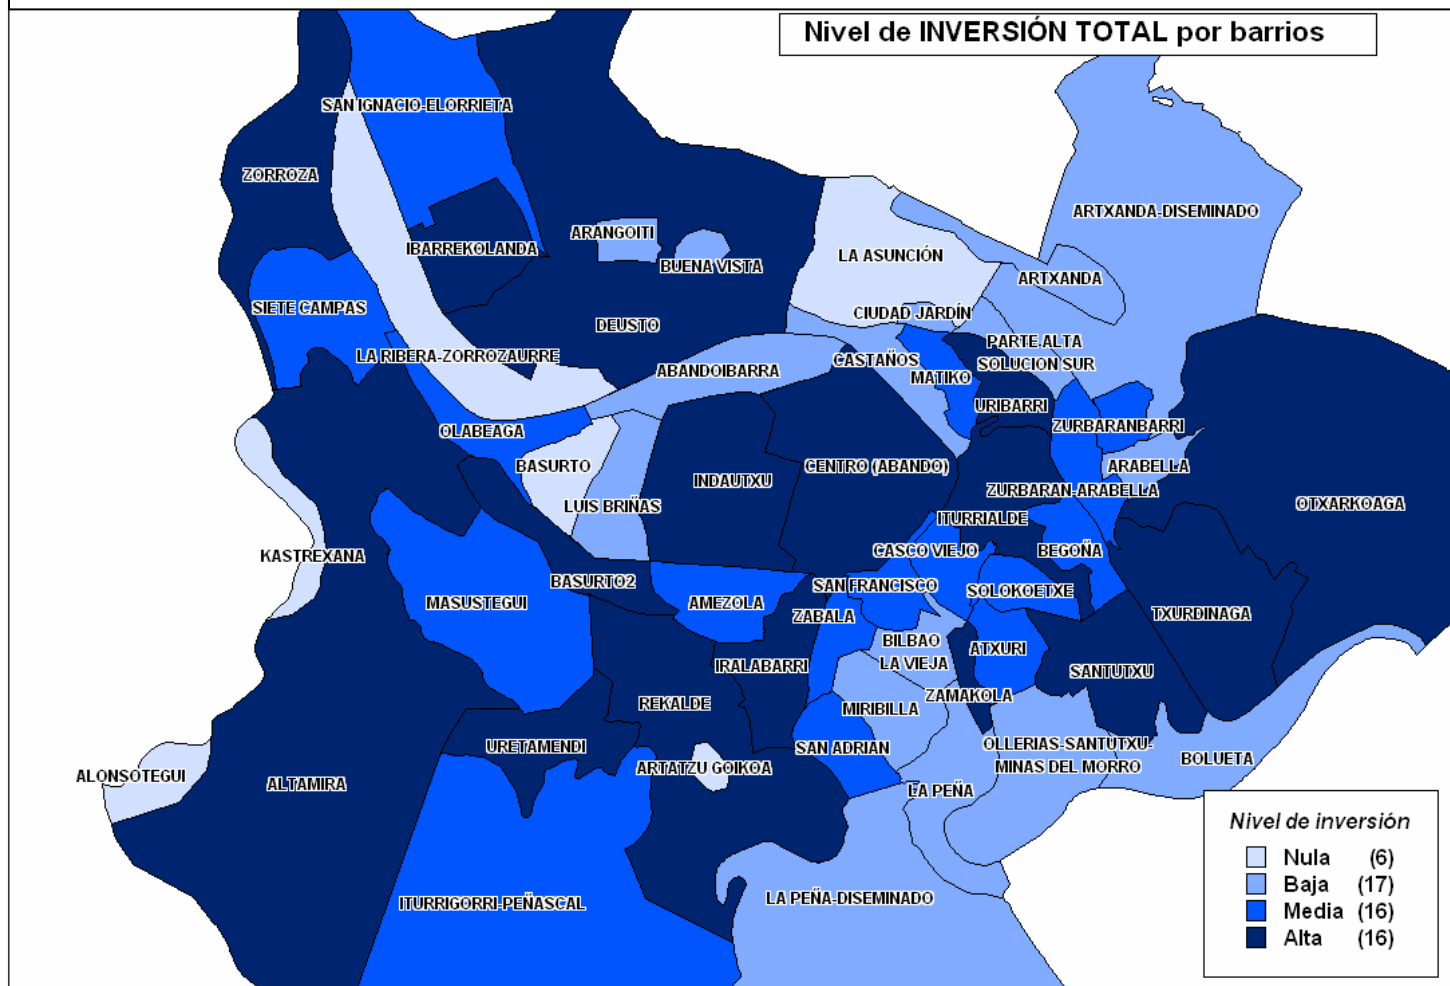 Nivel de INVERSIÓN TOTAL por barrios
SAN IGNACIO-ELORRIETA
ZORROZA
ARTXANDA-DISEMINADO
ARANGOITI
IBARREKOLANDA
LA ASUNCIÓN
BUENA VISTA
ARTXANDA
SIETE CAMPAS
CIUDAD JARDÍN
DEUSTO
PARTE ALTA
LA RIBERA-ZORROZAURRE
CASTAÑOS
SOLUCION SUR
ABANDOIBARRA
MATIKO
URIBARRI
ZURBARANBARRI
OLABEAGA
BASURTO
CENTRO (ABANDO)
ARABELLA
INDAUTXU
ZURBARAN-ARABELLA
LUIS BRIÑAS
OTXARKOAGA
ITURRIALDE
KASTREXANA
CASCO VIEJO
BEGOÑA
BASURTO2
SAN FRANCISCO
SOLOKOETXE
MASUSTEGUI
AMEZOLA
ZABALA
TXURDINAGA
BILBAO
LA VIEJA
ATXURI
IRALABARRI
SANTUTXU
ZAMAKOLA
REKALDE
MIRIBILLA
URETAMENDI
SAN ADRIAN
OLLERIAS-SANTUTXU-
MINAS DEL MORRO
BOLUETA
ARTATZU GOIKOA
ALONSOTEGUI
ALTAMIRA
LA PEÑA
ITURRIGORRI-PEÑASCAL
LA PEÑA-DISEMINADO
Nivel de inversión
Nula (6)
Baja (17)
Media (16)
Alta (16)